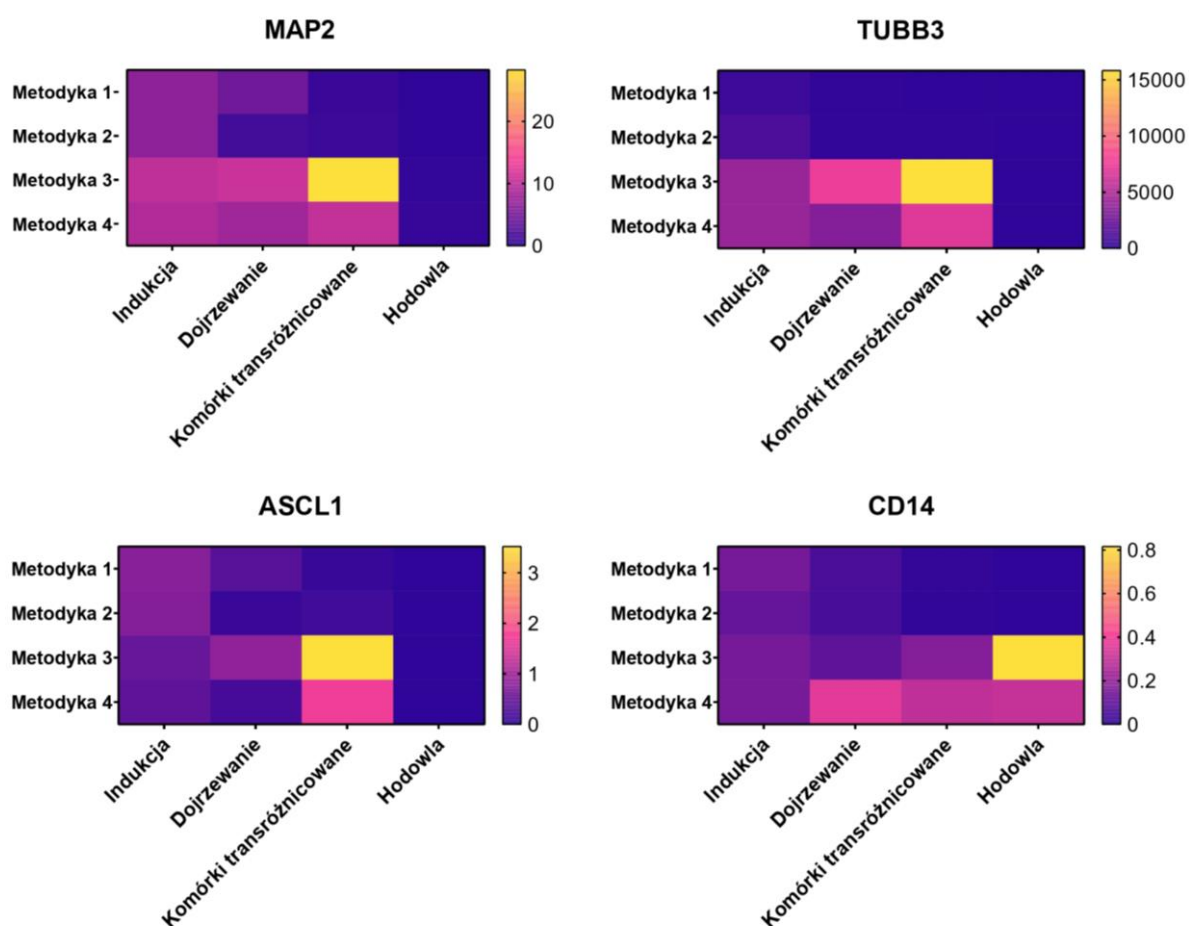 MAP2
Metodyka 1
Metodyka 2
Metodyka 3
Metodyka 4
20
10
0
Indukcja
Dojrzewanie
Komórki transróżnicowane
Hodowla
TUBB3
Metodyka 1
Metodyka 2
Metodyka 3
Metodyka 4
15000
10000
5000
0
Indukcja
Dojrzewanie
Komórki transróżnicowane
Hodowla
ASCL1
Metodyka 1
Metodyka 2
Metodyka 3
Metodyka 4
3
2
1
0
Indukcja
Dojrzewanie
Komórki transróżnicowane
Hodowla
CD14
Metodyka 1
Metodyka 2
Metodyka 3
Metodyka 4
0.8
0.6
0.4
0.2
0
Indukcja
Dojrzewanie
Komórki transróżnicowane
Hodowla